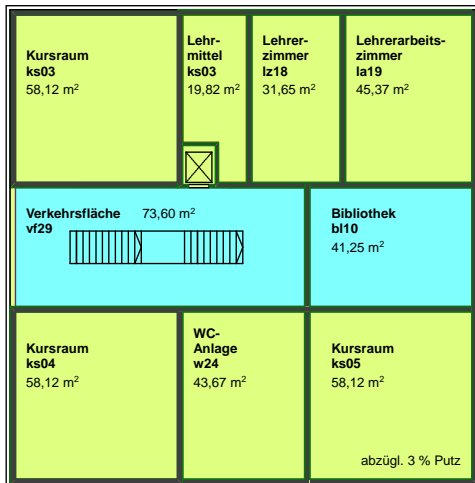 Kursraum
ks03
58,12 m²
Lehr-
mittel
ks03
19,82 m²
Lehrer-
zimmer
lz18
31,65 m²
Lehrerarbeits-
zimmer
la19
45,37 m²
Verkehrsfläche 73,60 m²
vf29
Bibliothek
bl10
41,25 m²
Kursraum
ks04
58,12 m²
WC-
Anlage
w24
43,67 m²
Kursraum
ks05
58,12 m²
abzügl. 3 % Putz